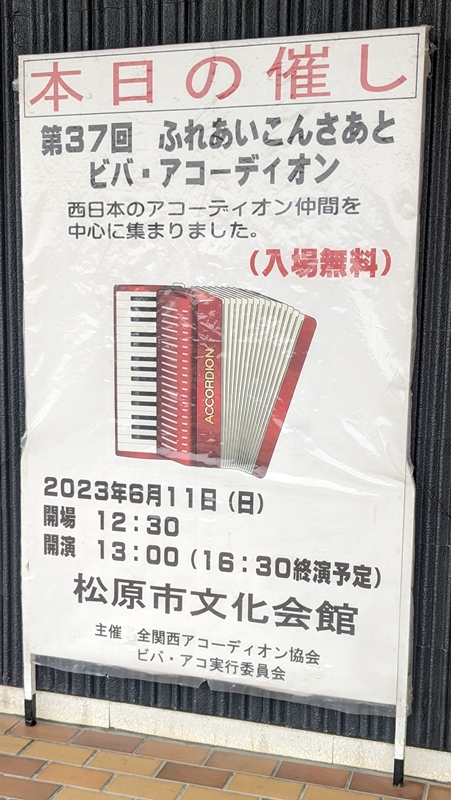 本日の催し
第37回 ふれあいこんさあと
ビバ・アコーディオン
西日本のアコーディオン仲間を
中心に集まりました。
(入場無料)
ACCORDION
2023年6月11日(日)
開場 12:30
開演 13:00(16:30終演予定)
松原市文化会館
主催 全関西アコーディオン協会
ビバ・アコ実行委員会